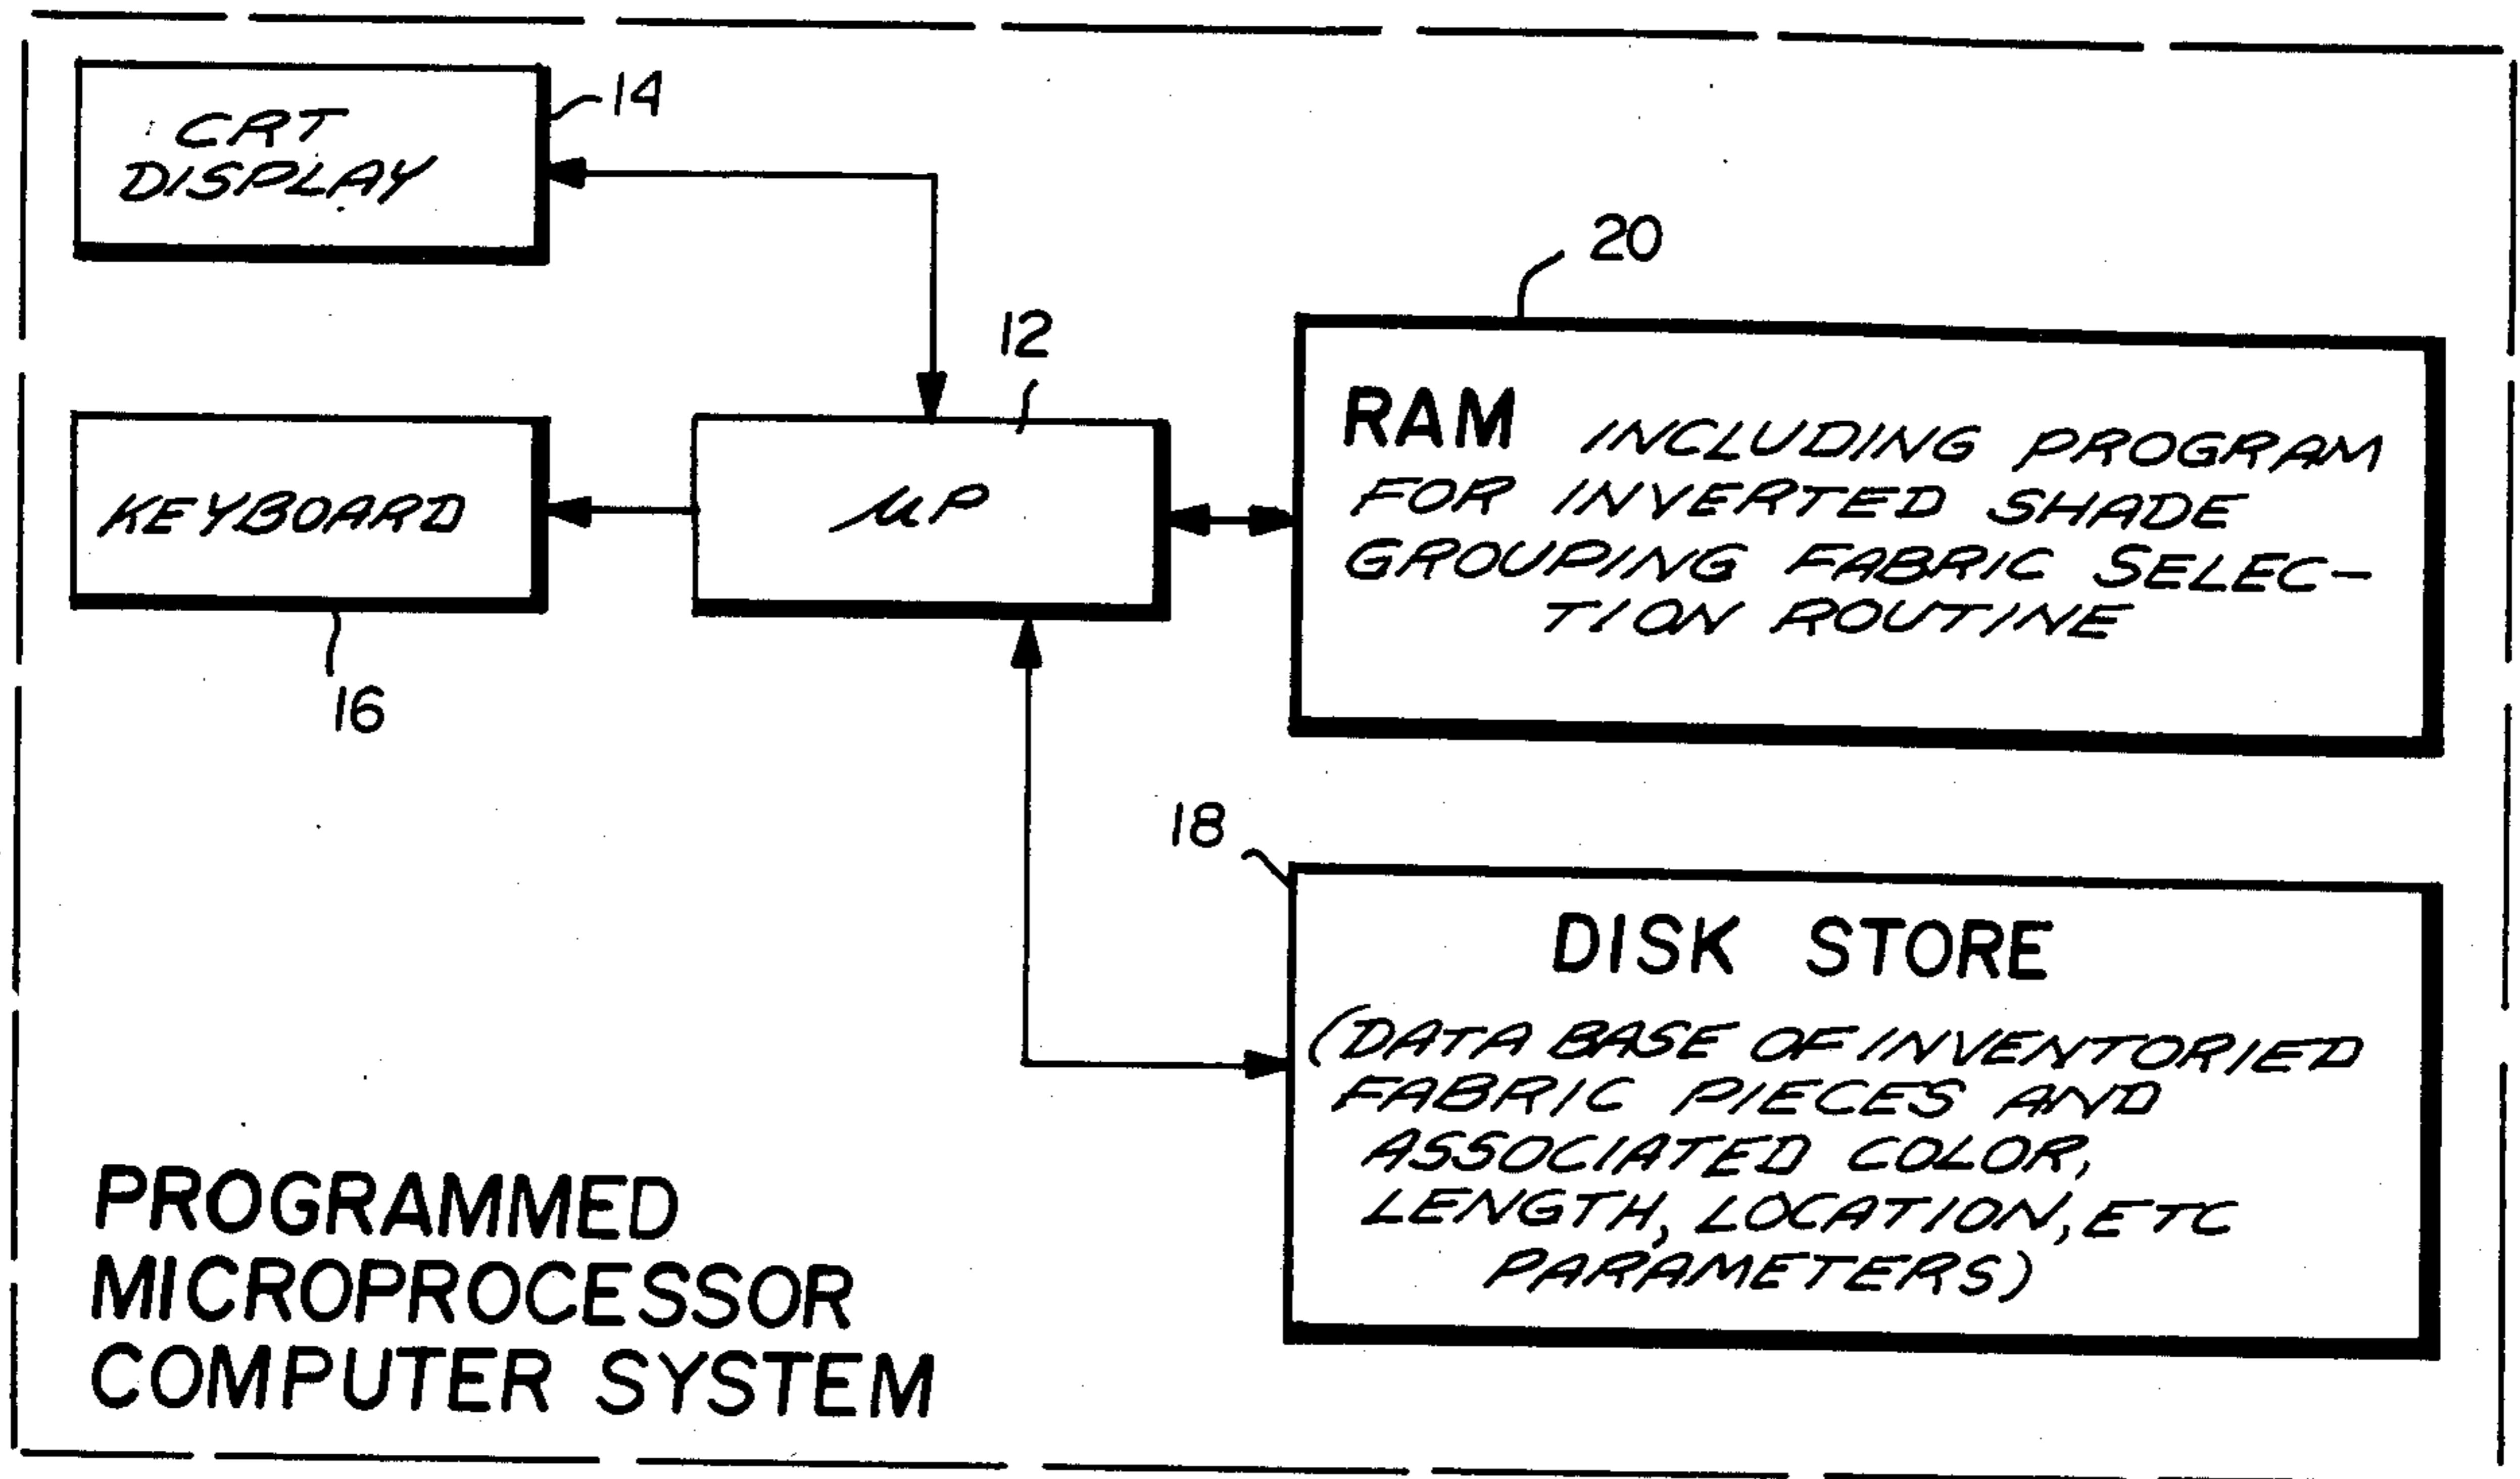 14
CRT
DISPLAY
20
12
RAM INCLUDING PROGRAM
FOR INVERTED SHADE
GROUPING FABRIC SELEC-
TION ROUTINE
KEYBOARD
μP
16
18
DISK STORE
(DATA BASE OF INVENTORIED
FABRIC PIECES AND
ASSOCIATED COLOR,
LENGTH, LOCATION, ETC
PARAMETERS)
PROGRAMMED
MICROPROCESSOR
COMPUTER SYSTEM